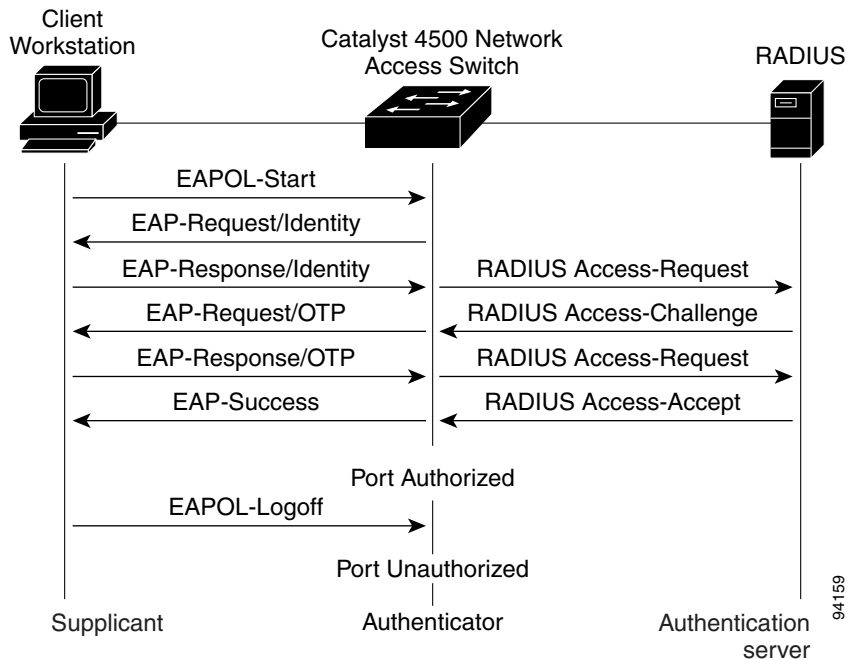 Client
Workstation
Catalyst 4500 Network
Access Switch
RADIUS
EAPOL-Start
EAP-Request/Identity
EAP-Response/Identity
RADIUS Access-Request
EAP-Request/OTP
RADIUS Access-Challenge
EAP-Response/OTP
RADIUS Access-Request
EAP-Success
RADIUS Access-Accept
Port Authorized
EAPOL-Logoff
Port Unauthorized
Supplicant
Authenticator
Authentication
server
94159